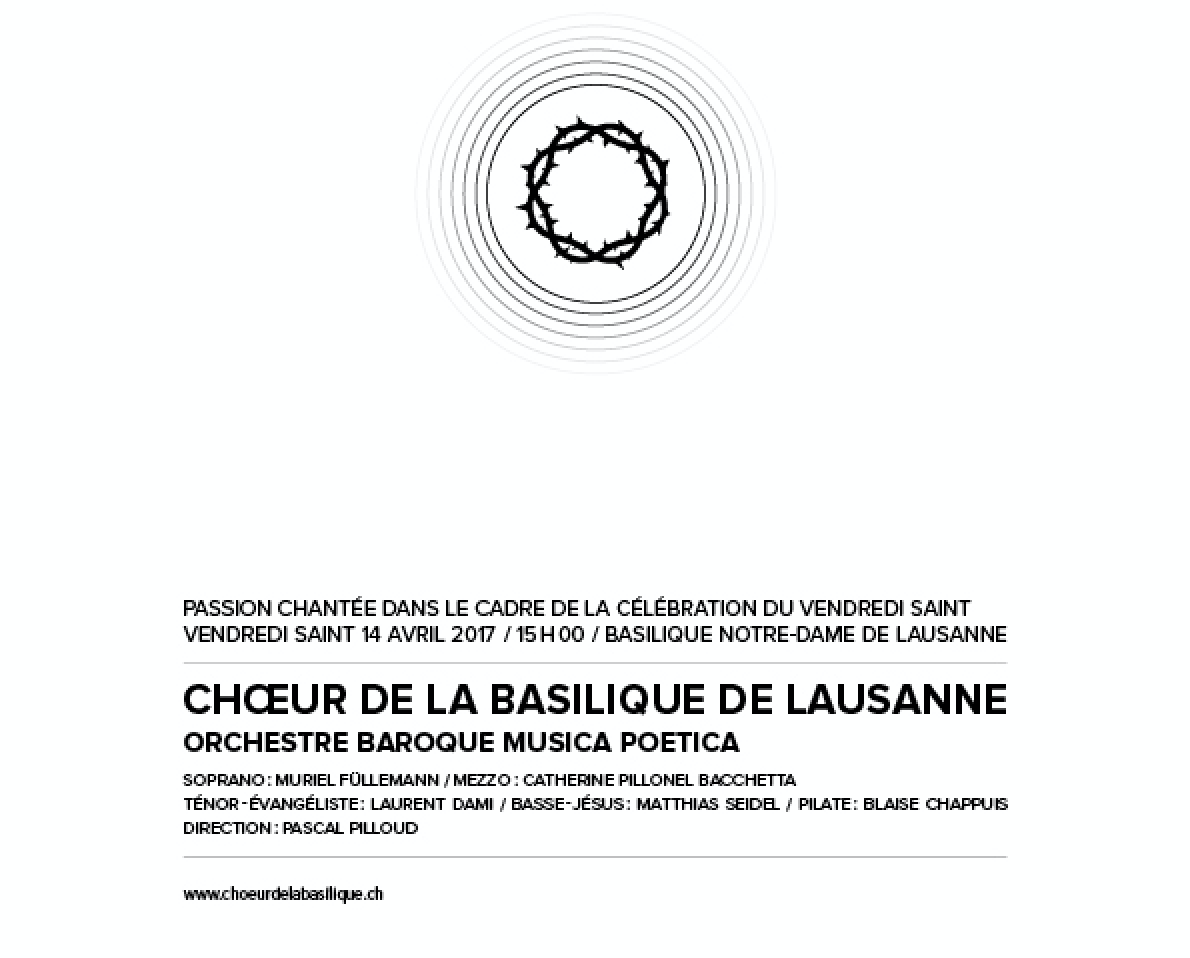 PASSION CHANTÉE DANS LE CADRE DE LA CÉLÉBRATION DU VENDREDI SAINT
VENDREDI SAINT 14 AVRIL 2017 / 15 H 00 / BASILIQUE NOTRE-DAME DE LAUSANNE
CHŒUR DE LA BASILIQUE DE LAUSANNE
ORCHESTRE BAROQUE MUSICA POETICA
SOPRANO : MURIEL FÜLLEMANN / MEZZO : CATHERINE PILLONEL BACCHETTA
TÉNOR-ÉVANGÉLISTE : LAURENT DAMI / BASSE-JÉSUS : MATTHIAS SEIDEL / PILATE : BLAISE CHAPPUIS
DIRECTION : PASCAL PILLOUD
www.choeurdelabasilique.ch